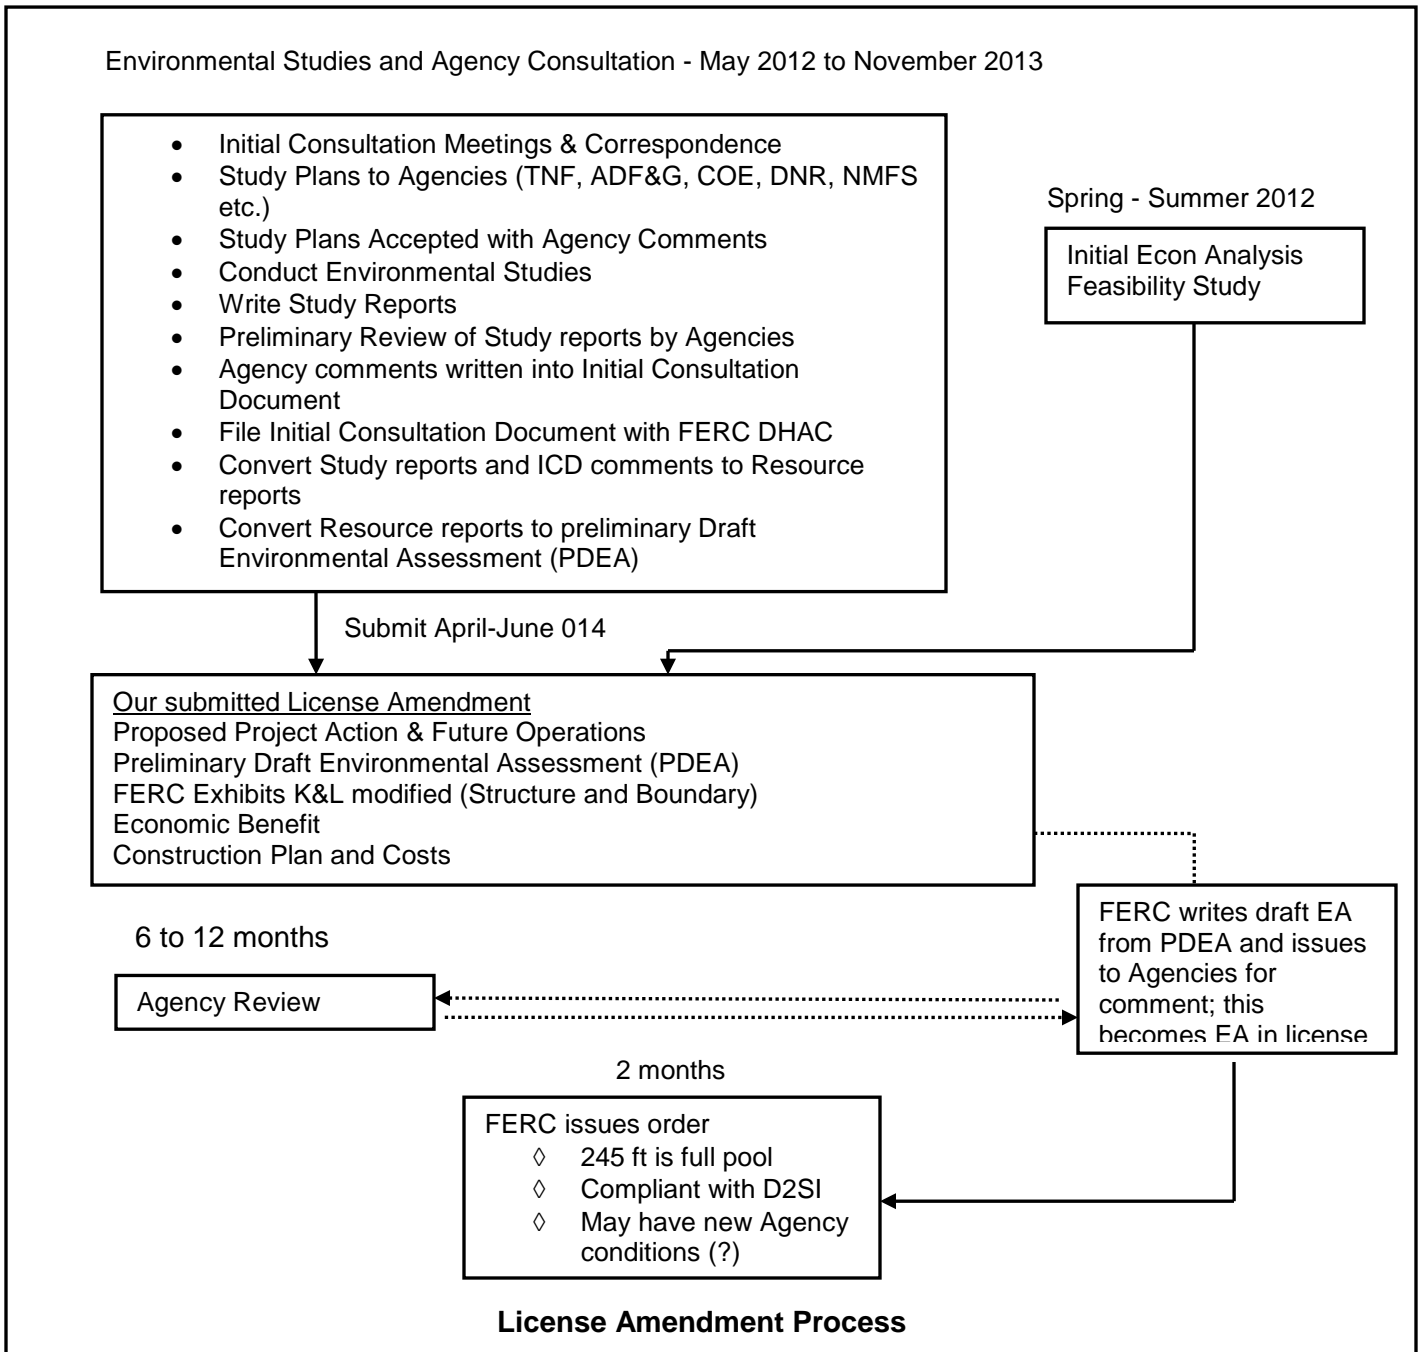 Environmental Studies and Agency Consultation - May 2012 to November 2013
• Initial Consultation Meetings & Correspondence
• Study Plans to Agencies (TNF, ADF&G, COE, DNR, NMFS
etc.)
• Study Plans Accepted with Agency Comments
• Conduct Environmental Studies
• Write Study Reports
• Preliminary Review of Study reports by Agencies
• Agency comments written into Initial Consultation
Document
• File Initial Consultation Document with FERC DHAC
• Convert Study reports and ICD comments to Resource
reports
• Convert Resource reports to preliminary Draft
Environmental Assessment (PDEA)
Spring - Summer 2012
Initial Econ Analysis
Feasibility Study
Submit April-June 014
Our submitted License Amendment
Proposed Project Action & Future Operations
Preliminary Draft Environmental Assessment (PDEA)
FERC Exhibits K&L modified (Structure and Boundary)
Economic Benefit
Construction Plan and Costs
FERC writes draft EA
from PDEA and issues
to Agencies for
comment; this
becomes EA in license
6 to 12 months
Agency Review
2 months
FERC issues order
◊ 245 ft is full pool
◊ Compliant with D2SI
◊ May have new Agency
conditions (?)
License Amendment Process